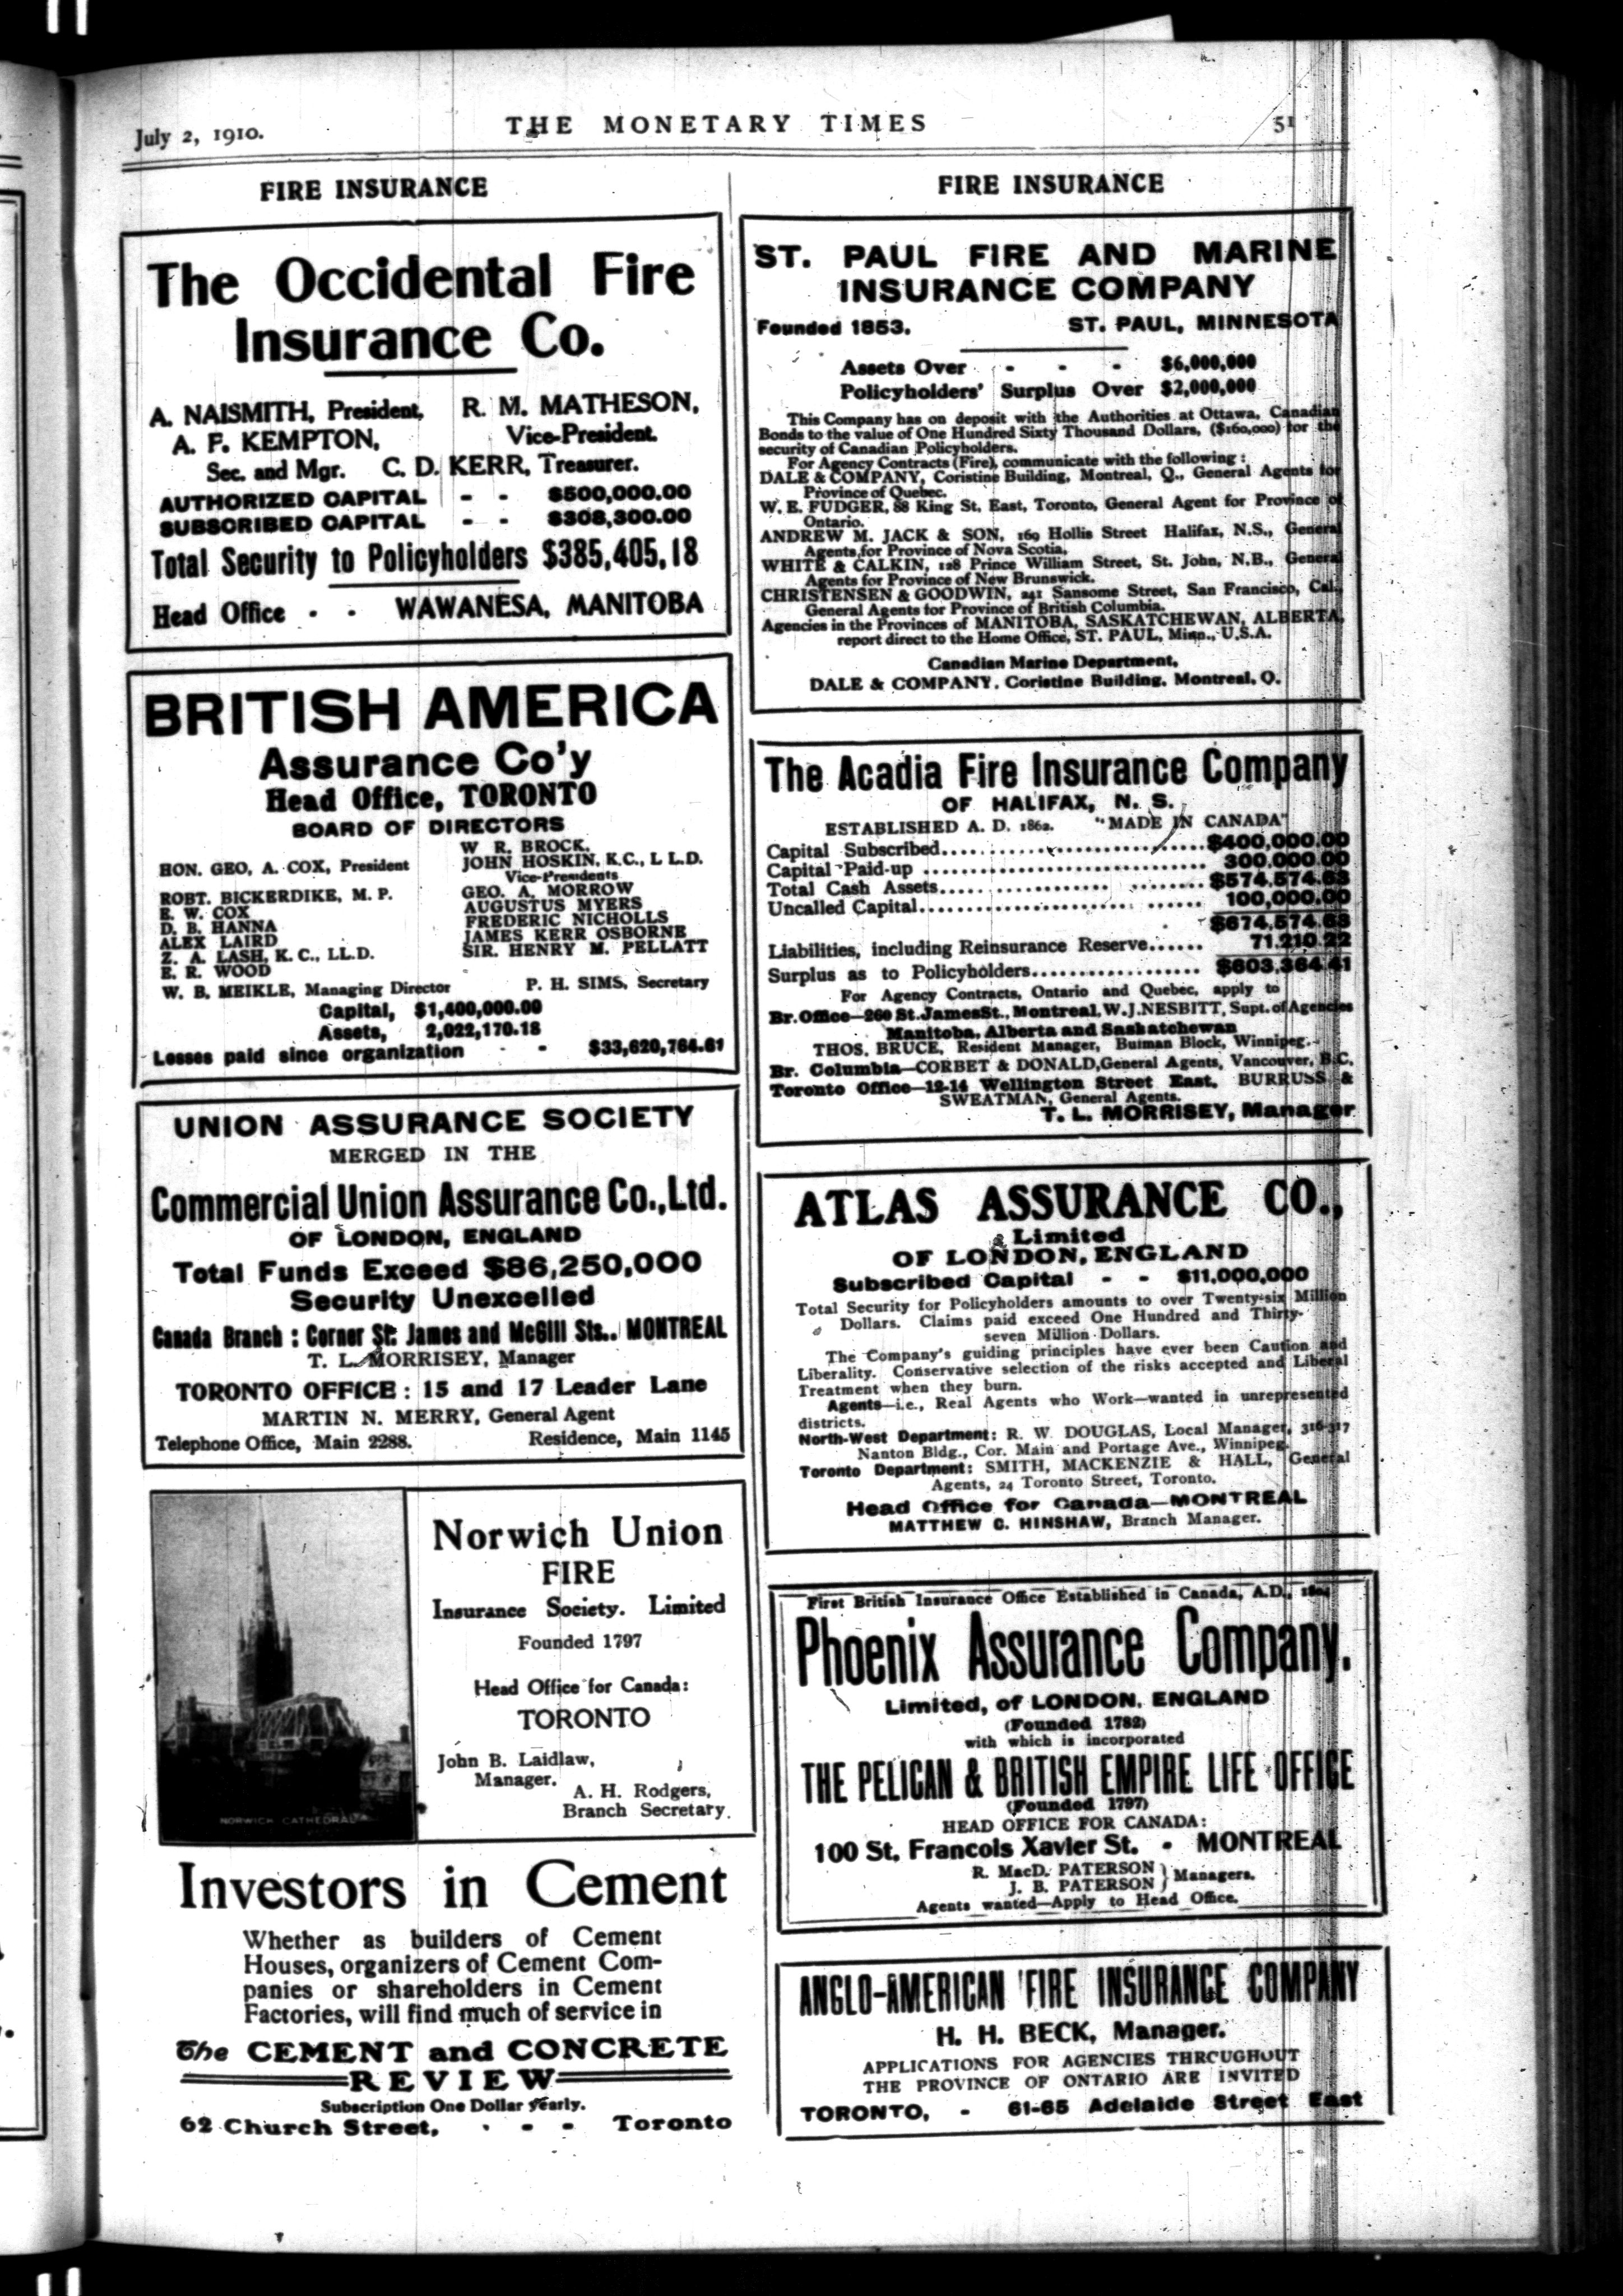 July 2, 1910.
THE MONETARY TIMES
51
FIRE INSURANCE
The Occidental Fire
Insurance Co.
A. NAISMITH, President,
R. M. MATHESON,
A. F. KEMPTON,
Vice-President.
Sec. and Mgr.
C. D. KERR, Treasurer.
AUTHORIZED CAPITAL - - $500,000.00
SUBSCRIBED CAPITAL - - $308,300.00
Total Security to Policyholders $385,405.18
Head Office - - WAWANESA, MANITOBA
BRITISH AMERICA
Assurance Co'y
Head Office, TORONTO
BOARD OF DIRECTORS
HON. GEO. A. COX, President
W. R. BROCK.
JOHN HOSKIN, K.C., L L.D.
Vice-Presidents
ROBT. BICKERDIKE, M. P.
E. W. COX
D. B. HANNA
ALEX LAIRD
Z. A. LASH, K. C., LL.D.
E. R. WOOD
GEO. A. MORROW
AUGUSTUS MYERS
FREDERIC NICHOLLS
JAMES KERR OSBORNE
SIR. HENRY M. PELLATT
W. B. MEIKLE, Managing Director
P. H. SIMS, Secretary
Capital, $1,400,000.00
Assets, 2,022,170.18
Losses paid since organization - - $33,620,764.61
UNION ASSURANCE SOCIETY
MERGED IN THE
Commercial Union Assurance Co., Ltd.
OF LONDON, ENGLAND
Total Funds Exceed $86,250,000
Security Unexcelled
Canada Branch : Corner St. James and McGill Sts., MONTREAL
T. L. MORRISEY, Manager
TORONTO OFFICE : 15 and 17 Leader Lane
MARTIN N. MERRY, General Agent
Telephone Office, Main 2288. Residence, Main 1145
NORWICH CATHEDRAL
Norwich Union
FIRE
Insurance Society. Limited
Founded 1797
Head Office for Canada:
TORONTO
John B. Laidlaw,
Manager.
A. H. Rodgers,
Branch Secretary.
Investors in Cement
Whether as builders of Cement
Houses, organizers of Cement Com-
panies or shareholders in Cement
Factories, will find much of service in
The CEMENT and CONCRETE
REVIEW
Subscription One Dollar Yearly.
62 Church Street, - - - Toronto
FIRE INSURANCE
ST. PAUL FIRE AND MARINE
INSURANCE COMPANY
Founded 1853. ST. PAUL, MINNESOTA
Assets Over - - - $6,000,000
Policyholders' Surplus Over $2,000,000
This Company has on deposit with the Authorities at Ottawa, Canadian
Bonds to the value of One Hundred Sixty Thousand Dollars, ($160,000) for the
security of Canadian Policyholders.
For Agency Contracts (Fire), communicate with the following :
DALE & COMPANY, Coristine Building, Montreal, Q., General Agents for
Province of Quebec.
W. E. FUDGER, 88 King St. East, Toronto, General Agent for Province of
Ontario.
ANDREW M. JACK & SON, 169 Hollis Street Halifax, N.S., General
Agents for Province of Nova Scotia.
WHITE & CALKIN, 128 Prince William Street, St. John, N.B., General
Agents for Province of New Brunswick.
CHRISTENSEN & GOODWIN, 241 Sansome Street, San Francisco, Cal.,
General Agents for Province of British Columbia.
Agencies in the Provinces of MANITOBA, SASKATCHEWAN, ALBERTA,
report direct to the Home Office, ST. PAUL, Minn., U.S.A.
Canadian Marine Department,
DALE & COMPANY, Coristine Building, Montreal, Q.
The Acadia Fire Insurance Company
OF HALIFAX, N. S.
ESTABLISHED A. D. 1862. "MADE IN CANADA"
Capital Subscribed.......... $400,000.00
Capital Paid-up .......... 300,000.00
Total Cash Assets.......... $574,574.63
Uncalled Capital.......... 100,000.00
$674,574.63
Liabilities, including Reinsurance Reserve...... 71,210.22
Surplus as to Policyholders.......... $603,364.41
For Agency Contracts, Ontario and Quebec, apply to
Br. Office—260 St. James St., Montreal, W. J. NESBITT, Supt. of Agencies
Manitoba, Alberta and Saskatchewan
THOS. BRUCE, Resident Manager, Bulman Block, Winnipeg.
Br. Columbia—CORBET & DONALD, General Agents, Vancouver, B.C.
Toronto Office—12-14 Wellington Street East, BURRUSS &
SWEATMAN, General Agents.
T. L. MORRISEY, Manager
ATLAS ASSURANCE CO.,
Limited
OF LONDON, ENGLAND
Subscribed Capital - - $11,000,000
Total Security for Policyholders amounts to over Twenty-six Million
Dollars. Claims paid exceed One Hundred and Thirty-
seven Million Dollars.
The Company's guiding principles have ever been Caution and
Liberality. Conservative selection of the risks accepted and Liberal
Treatment when they burn.
Agents—i.e., Real Agents who Work—wanted in unrepresented
districts.
North-West Department: R. W. DOUGLAS, Local Manager, 316-317
Nanton Bldg., Cor. Main and Portage Ave., Winnipeg.
Toronto Department: SMITH, MACKENZIE & HALL, General
Agents, 24 Toronto Street, Toronto.
Head Office for Canada—MONTREAL
MATTHEW C. HINSHAW, Branch Manager.
First British Insurance Office Established in Canada, A.D., 1804
Phoenix Assurance Company,
Limited, of LONDON, ENGLAND
(Founded 1782)
with which is incorporated
THE PELICAN & BRITISH EMPIRE LIFE OFFICE
(Founded 1797)
HEAD OFFICE FOR CANADA:
100 St. Francois Xavier St. - MONTREAL
R. MacD. PATERSON } Managers.
J. B. PATERSON
Agents wanted—Apply to Head Office.
ANGLO-AMERICAN FIRE INSURANCE COMPANY
H. H. BECK, Manager.
APPLICATIONS FOR AGENCIES THROUGHOUT
THE PROVINCE OF ONTARIO ARE INVITED
TORONTO, - 61-65 Adelaide Street East